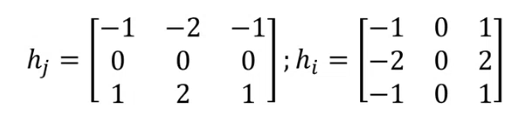 h_j = [−1 −2 −1; 0 0 0; 1 2 1] ; h_i = [−1 0 1; −2 0 2; −1 0 1]